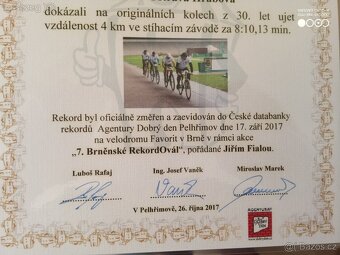 dokázali na originálních kolech z 30. let ujet
vzdálenost 4 km ve stíhacím závodě za 8:10,13 min.
Rekord byl oficiálně změřen a zaevidován do České databanky
rekordů Agentury Dobrý den Pelhřimov dne 17. září 2017
na velodromu Favorit v Brně v rámci akce
„7. Brněnské RekordOvál", pořádané Jiřím Fialou.
Luboš Rafaj Ing. Josef Vaněk Miroslav Marek
V Pelhřimově, 26. října 2017